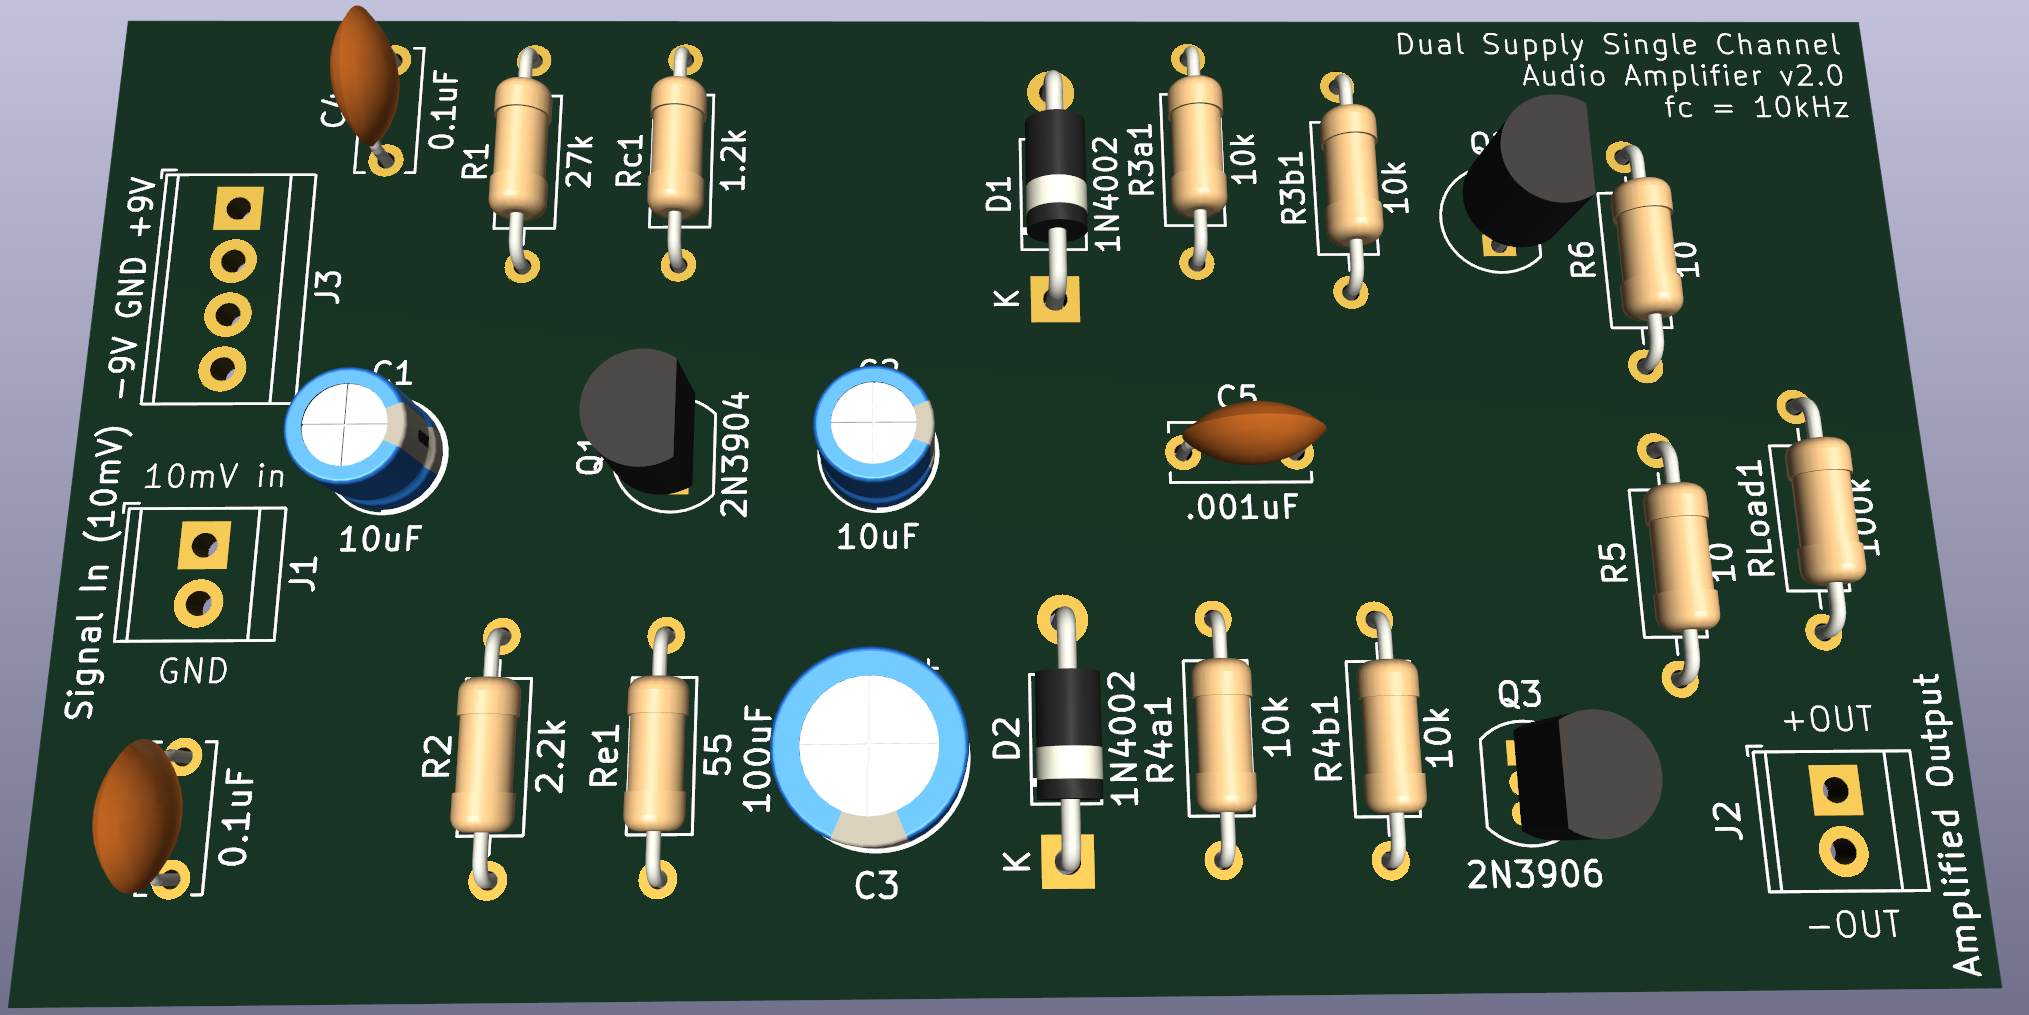 Dual Supply Single Channel
Audio Amplifier v2.0
fc = 10kHz
0.1uF
R1
27k
Rc1
1.2k
D1
1N4002
K
R3a1
10k
R3b1
10k
R6
10
+9V
GND
-9V
J3
C1
10uF
Q1
2N3904
10uF
C5
.001uF
R5
10
RLoad1
100k
Signal In (10mV)
10mV in
J1
GND
0.1uF
R2
2.2k
Re1
55
100uF
+
C3
D2
1N4002
K
R4a1
10k
R4b1
10k
Q3
2N3906
+OUT
J2
-OUT
Amplified Output